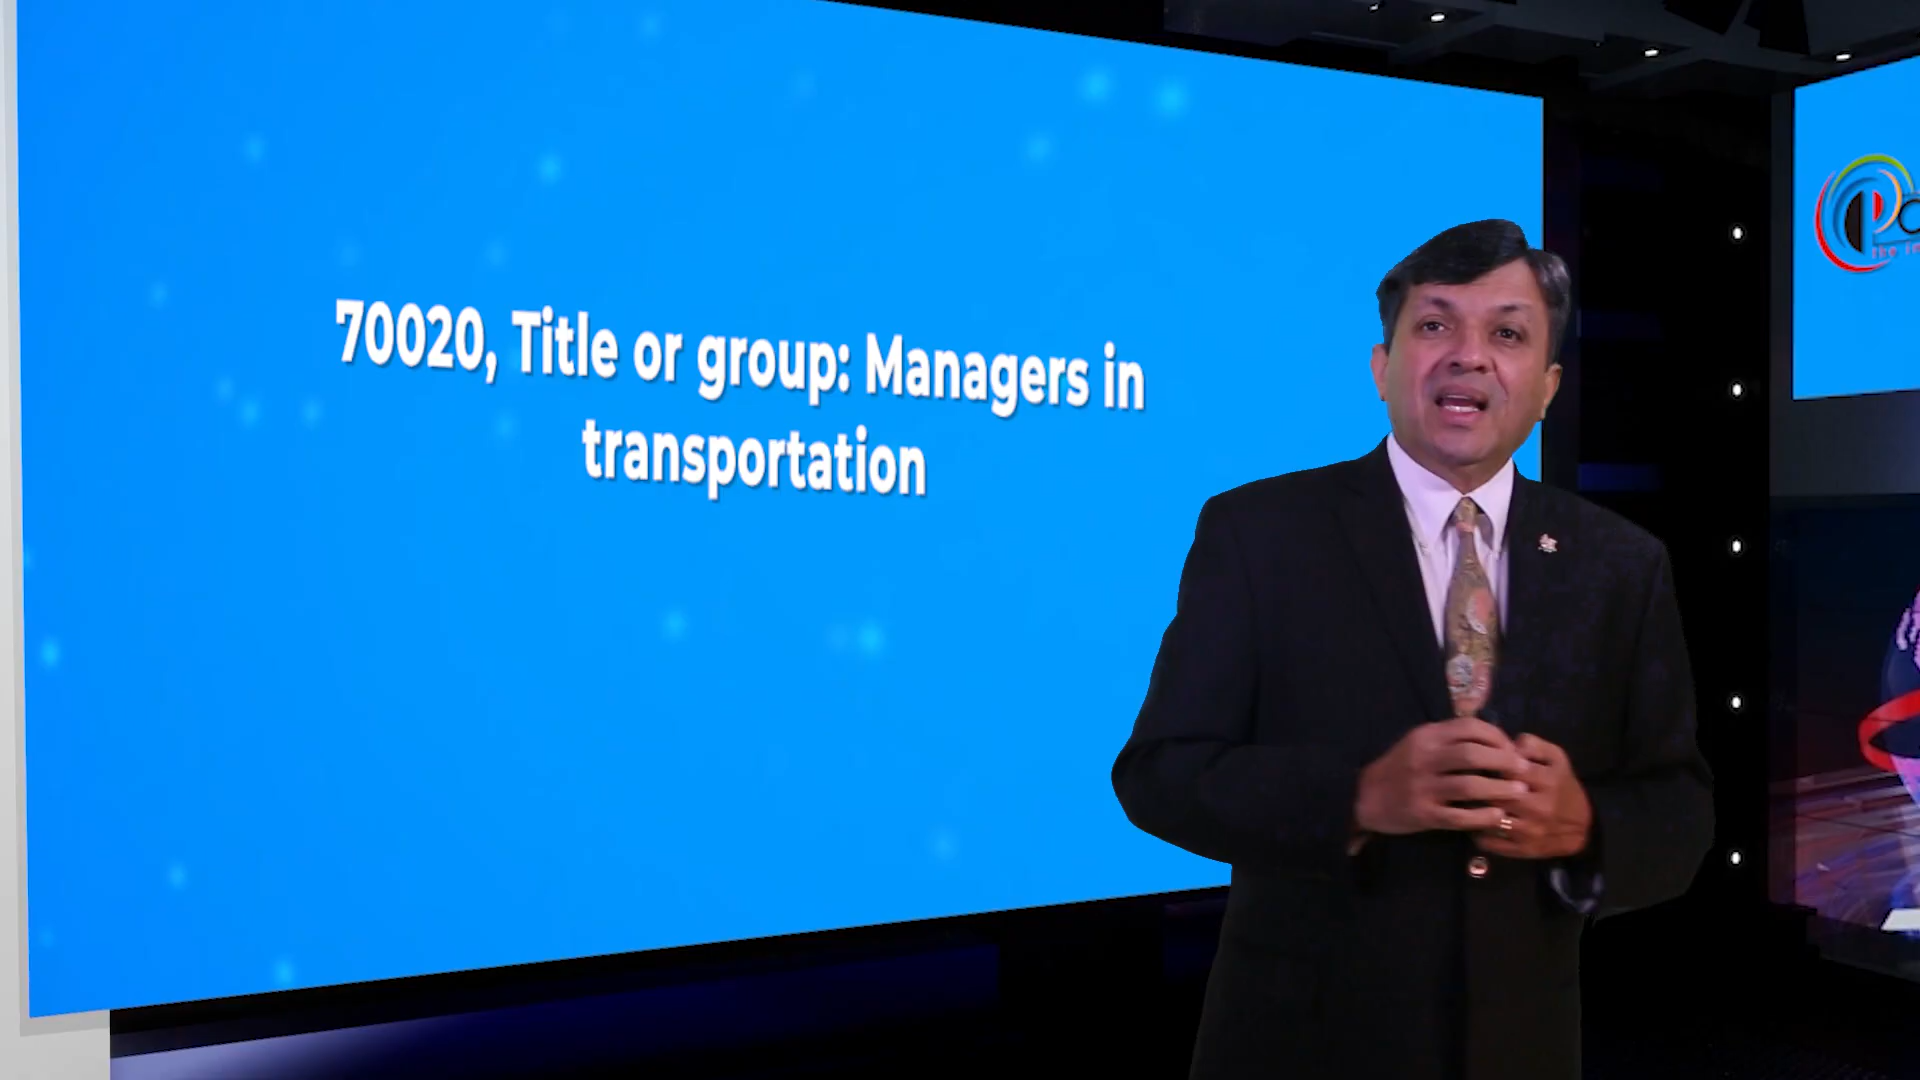 70020, Title or group: Managers in
transportation